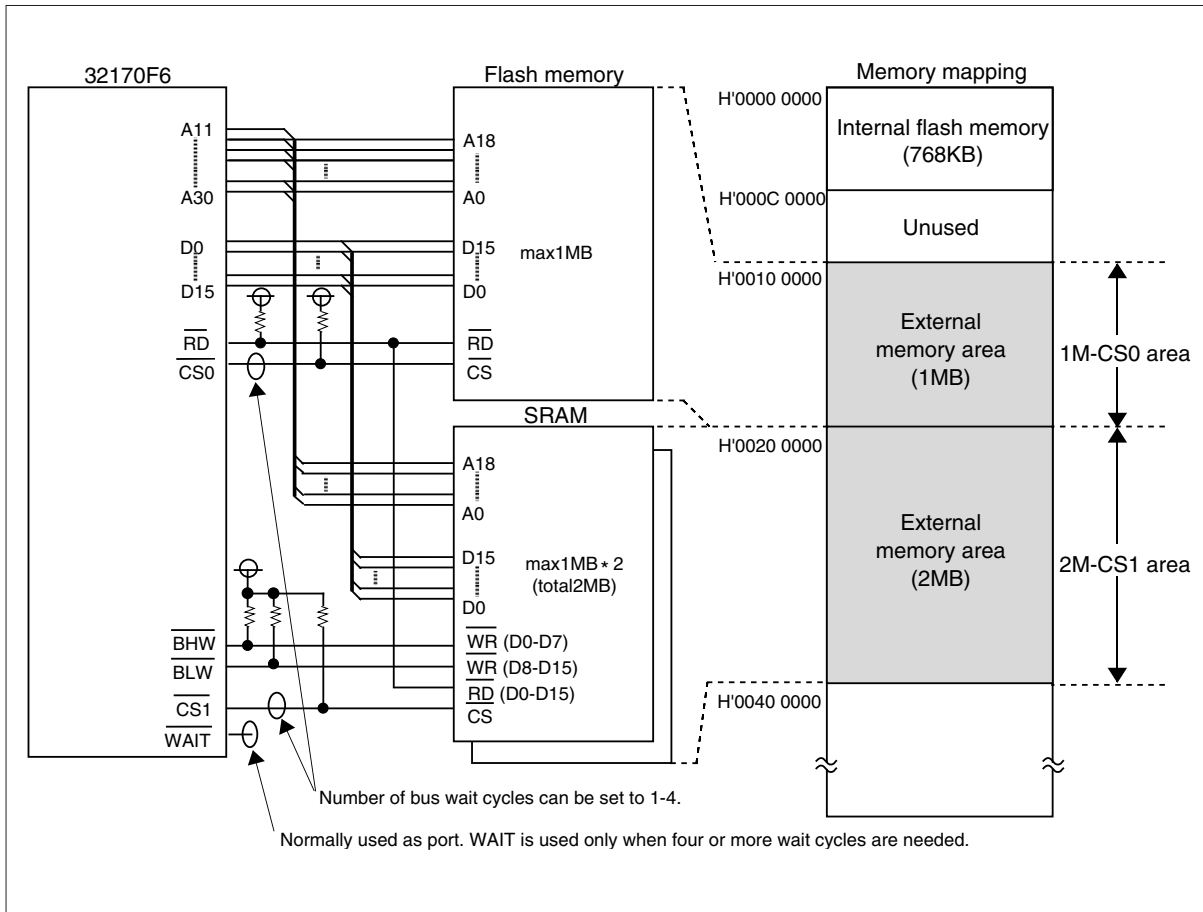 32170F6
A11
A30
D0
D15
RD
CS0
BHW
BLW
CS1
WAIT
Flash memory
A18
A0
D15
D0
max1MB
RD
CS
SRAM
A18
A0
D15
D0
max1MB * 2
(total2MB)
WR (D0-D7)
WR (D8-D15)
RD (D0-D15)
CS
Number of bus wait cycles can be set to 1-4.
Normally used as port. WAIT is used only when four or more wait cycles are needed.
Memory mapping
H'0000 0000
Internal flash memory
(768KB)
H'000C 0000
Unused
H'0010 0000
External
memory area
(1MB)
1M-CS0 area
H'0020 0000
External
memory area
(2MB)
2M-CS1 area
H'0040 0000